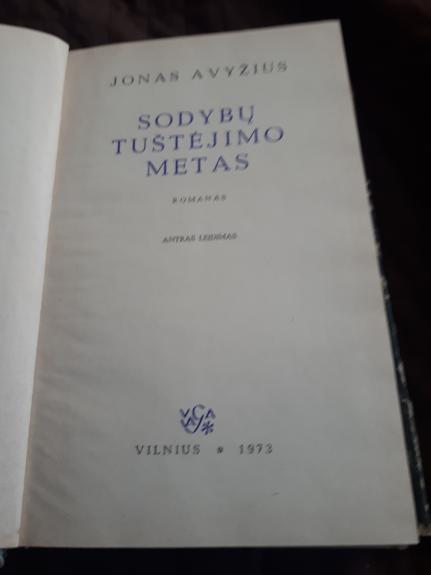 JONAS AVYŽIUS
SODYBŲ
TUŠTĖJIMO
METAS
ROMANAS
ANTRAS LEIDIMAS
VILNIUS * 1973